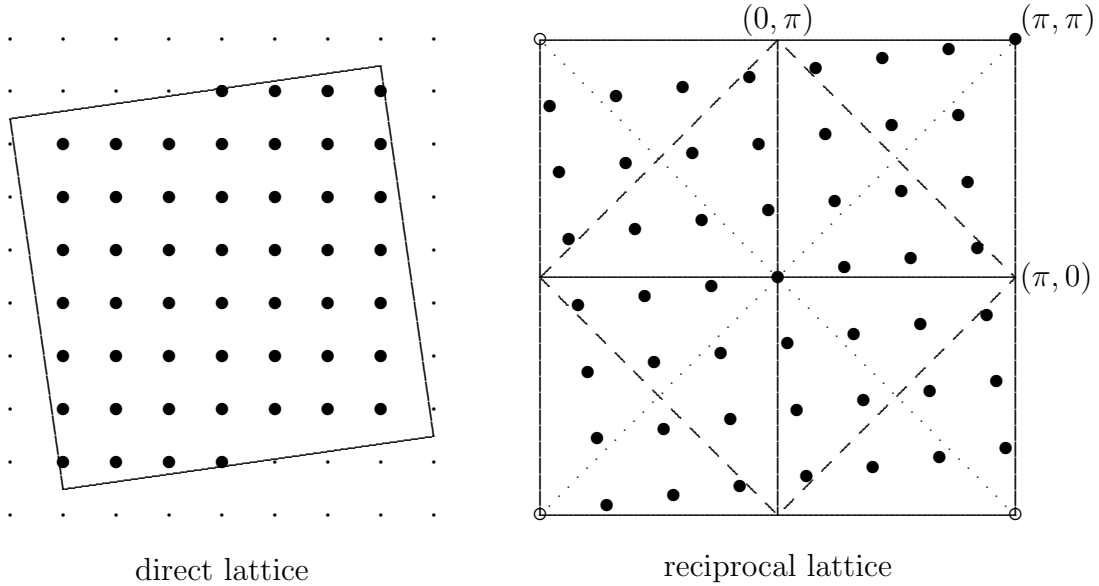 (0, π)
(π, π)
(π, 0)
direct lattice
reciprocal lattice